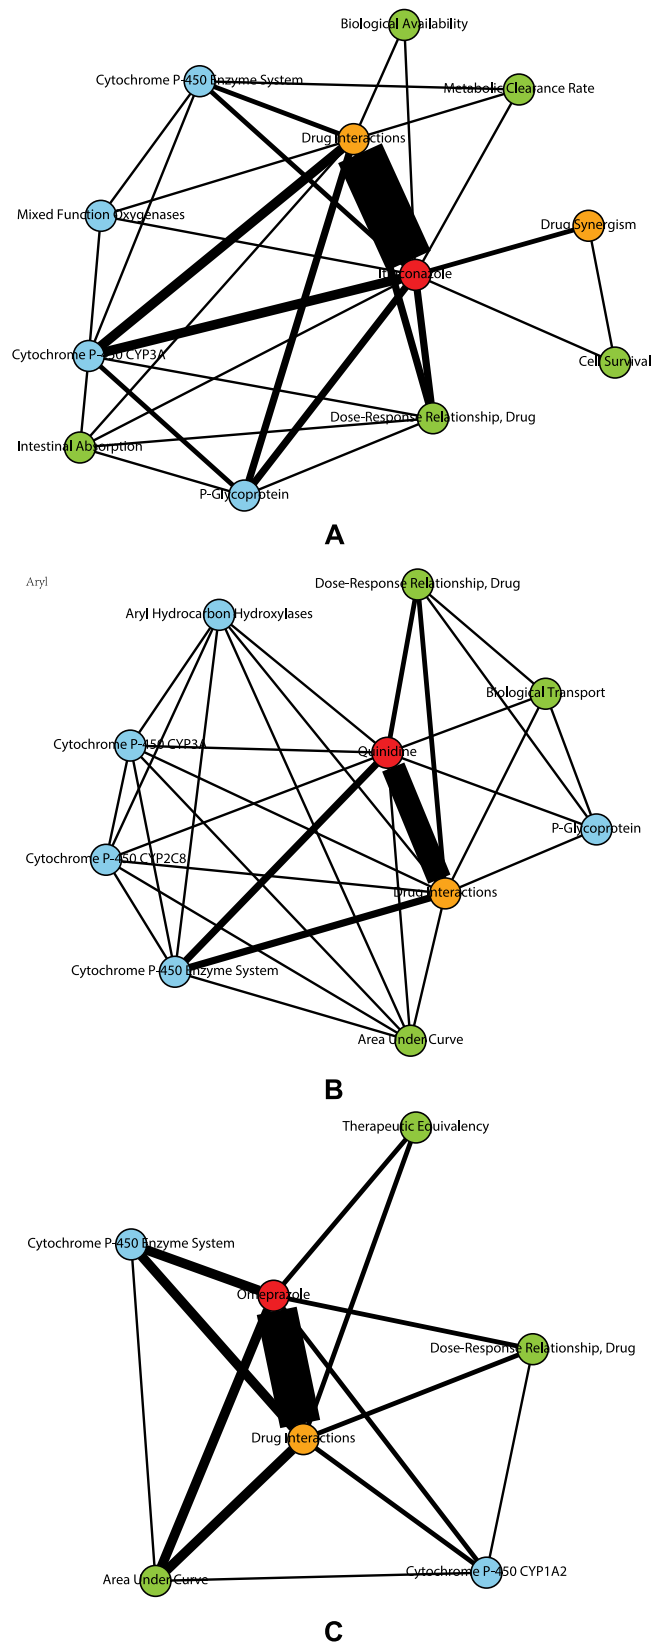 Biological Availability
Cytochrome P-450 Enzyme System
Metabolic Clearance Rate
Drug Interactions
Mixed Function Oxygenases
Drug Synergism
Itraconazole
Cytochrome P-450 CYP3A
Cell Survival
Dose-Response Relationship, Drug
Intestinal Absorption
P-Glycoprotein
A
Aryl
Dose-Response Relationship, Drug
Aryl Hydrocarbon Hydroxylases
Biological Transport
Cytochrome P-450 CYP3A
Quinidine
P-Glycoprotein
Cytochrome P-450 CYP2C8
Drug Interactions
Cytochrome P-450 Enzyme System
Area Under Curve
B
Therapeutic Equivalency
Cytochrome P-450 Enzyme System
Omeprazole
Dose-Response Relationship, Drug
Drug Interactions
Cytochrome P-450 CYP1A2
Area Under Curve
C